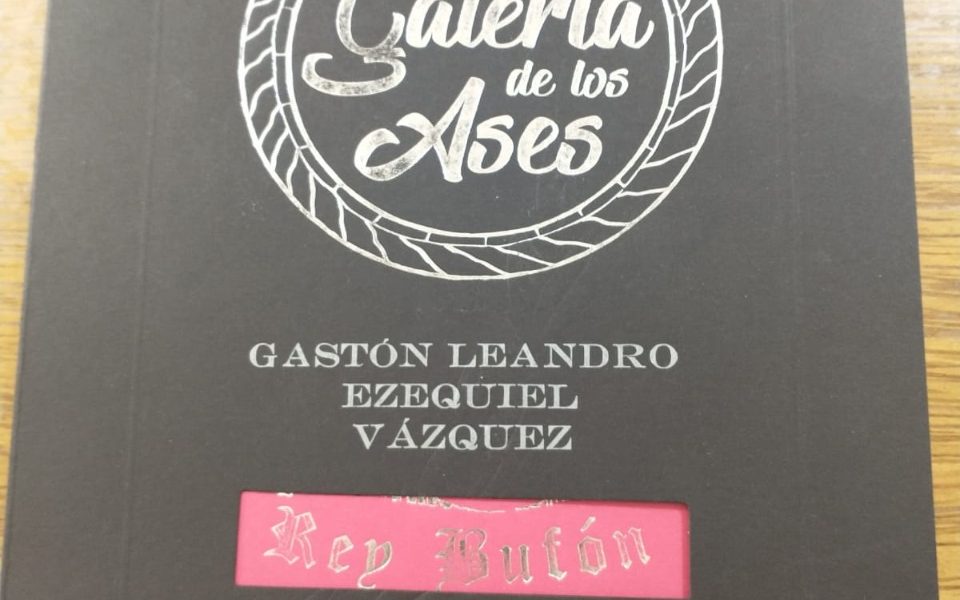 Galería
de los
Ases
GASTÓN LEANDRO
EZEQUIEL
VÁZQUEZ
Rey Bufón